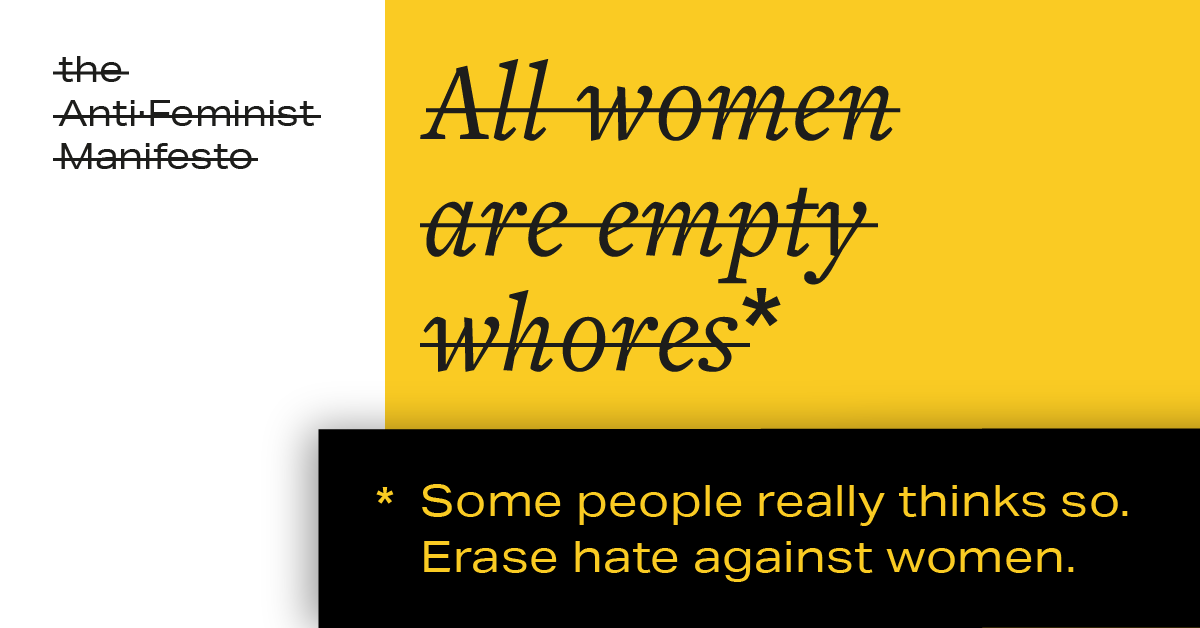 the
Anti·Feminist
Manifesto
All women
are empty
whores*
* Some people really thinks so.
Erase hate against women.